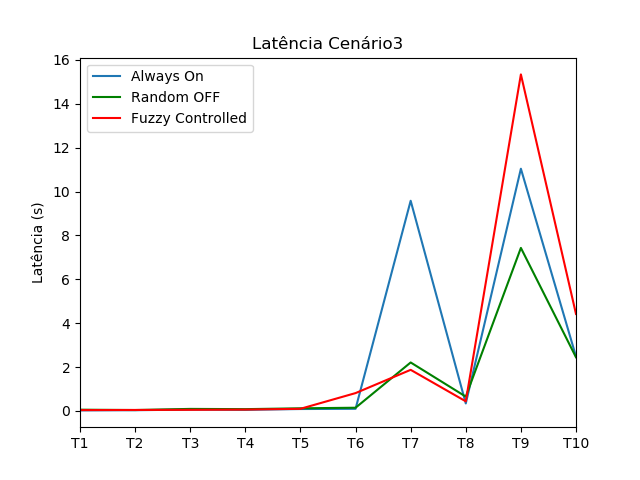 Latência Cenário3
Always On
Random OFF
Fuzzy Controlled
Latência (s)
16
14
12
10
8
6
4
2
0
T1 T2 T3 T4 T5 T6 T7 T8 T9 T10